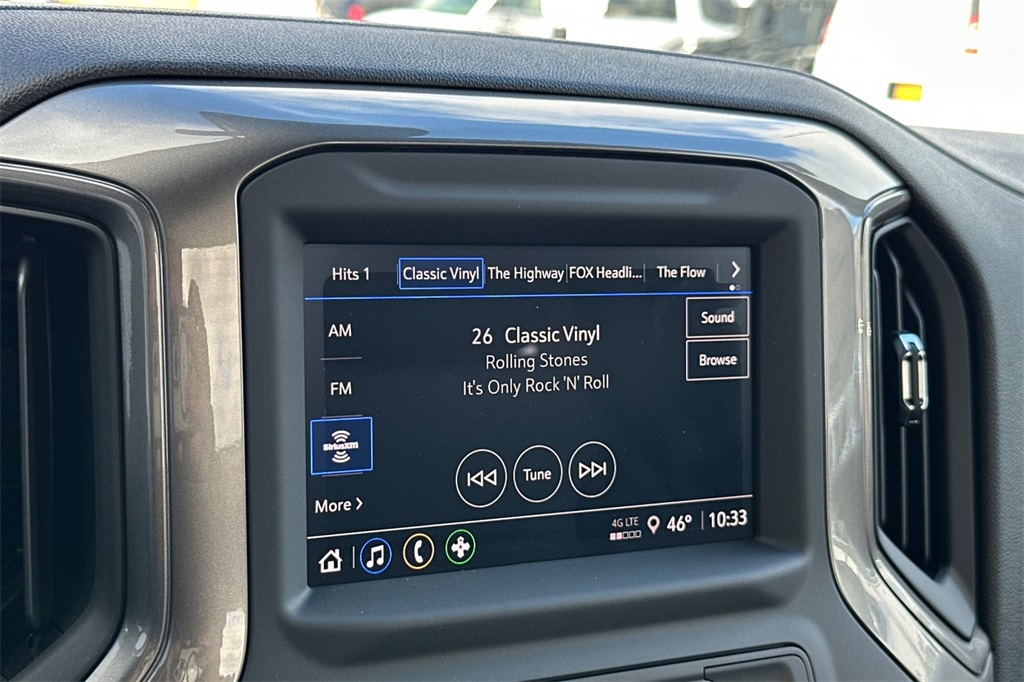 Hits 1 Classic Vinyl The Highway FOX Headli... The Flow
AM
FM
SiriusXM
More
26 Classic Vinyl
Rolling Stones
It's Only Rock 'N' Roll
Sound
Browse
Tune
4G LTE 46° 10:33